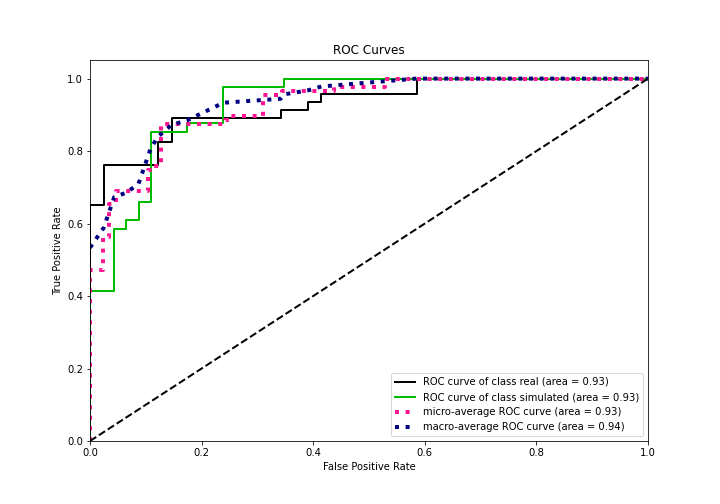 ROC Curves
True Positive Rate
1.0
0.8
0.6
0.4
0.2
0.0
0.0 0.2 0.4 0.6 0.8 1.0
False Positive Rate
ROC curve of class real (area = 0.93)
ROC curve of class simulated (area = 0.93)
micro-average ROC curve (area = 0.93)
macro-average ROC curve (area = 0.94)